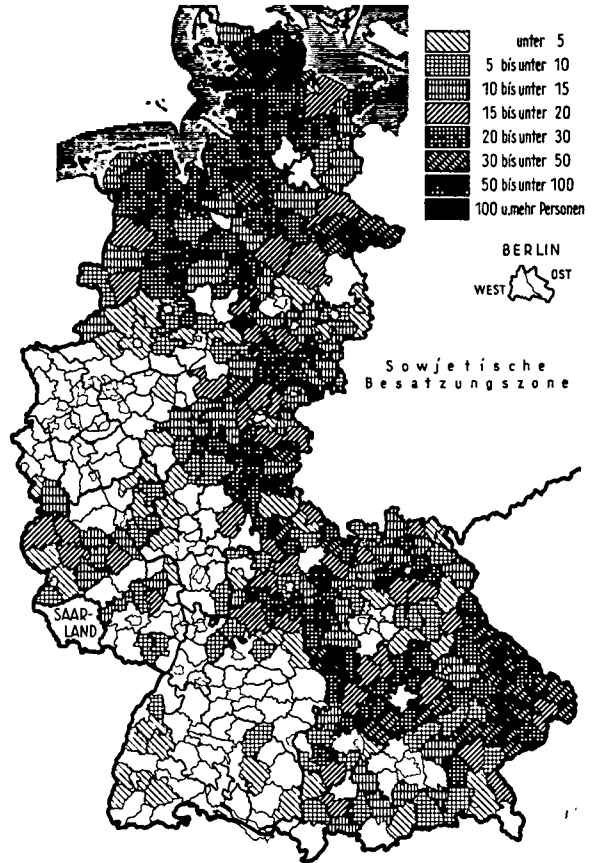 unter 5
5 bis unter 10
10 bis unter 15
15 bis unter 20
20 bis unter 30
30 bis unter 50
50 bis unter 100
100 u. mehr Personen
BERLIN
WEST
OST
Sowjetische
Besatzungszone
SAAR-
LAND